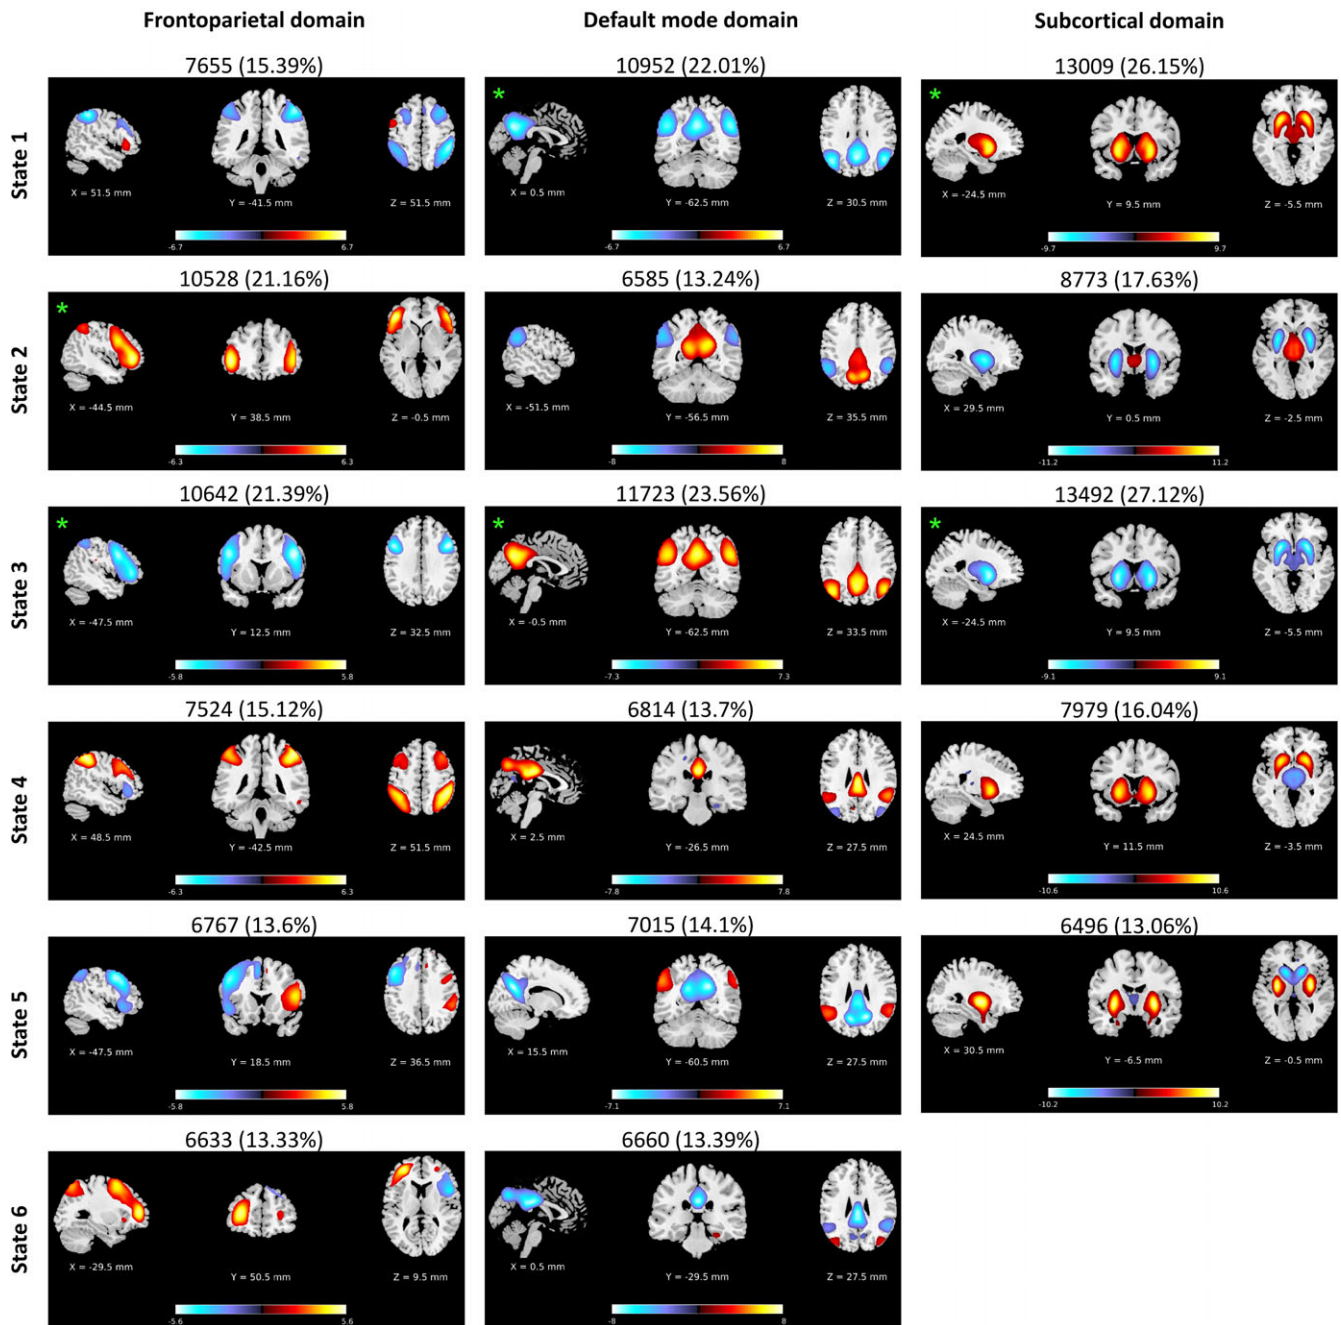 Frontoparietal domain Default mode domain Subcortical domain
State 1
7655 (15.39%) 10952 (22.01%) 13009 (26.15%)
* *
X = 51.5 mm Y = -41.5 mm Z = 51.5 mm X = 0.5 mm Y = -62.5 mm Z = 30.5 mm X = -24.5 mm Y = 9.5 mm Z = -5.5 mm
-6.7 6.7 -6.7 6.7 -9.7 9.7
State 2
10528 (21.16%) 6585 (13.24%) 8773 (17.63%)
*
X = -44.5 mm Y = 38.5 mm Z = -0.5 mm X = -51.5 mm Y = -56.5 mm Z = 35.5 mm X = 29.5 mm Y = 0.5 mm Z = -2.5 mm
-6.3 6.3 -8 8 -11.2 11.2
State 3
10642 (21.39%) 11723 (23.56%) 13492 (27.12%)
* * *
X = -47.5 mm Y = 12.5 mm Z = 32.5 mm X = -0.5 mm Y = -62.5 mm Z = 33.5 mm X = -24.5 mm Y = 9.5 mm Z = -5.5 mm
-5.8 5.8 -7.3 7.3 -9.1 9.1
State 4
7524 (15.12%) 6814 (13.7%) 7979 (16.04%)
X = 48.5 mm Y = -42.5 mm Z = 51.5 mm X = 2.5 mm Y = -26.5 mm Z = 27.5 mm X = 24.5 mm Y = 11.5 mm Z = -3.5 mm
-6.3 6.3 -7.8 7.8 -10.6 10.6
State 5
6767 (13.6%) 7015 (14.1%) 6496 (13.06%)
X = -47.5 mm Y = 18.5 mm Z = 36.5 mm X = 15.5 mm Y = -60.5 mm Z = 27.5 mm X = 30.5 mm Y = -6.5 mm Z = -0.5 mm
-5.8 5.8 -7.1 7.1 -10.2 10.2
State 6
6633 (13.33%) 6660 (13.39%)
X = -29.5 mm Y = 50.5 mm Z = 9.5 mm X = 0.5 mm Y = -29.5 mm Z = 27.5 mm
-5.6 5.6 -8 8